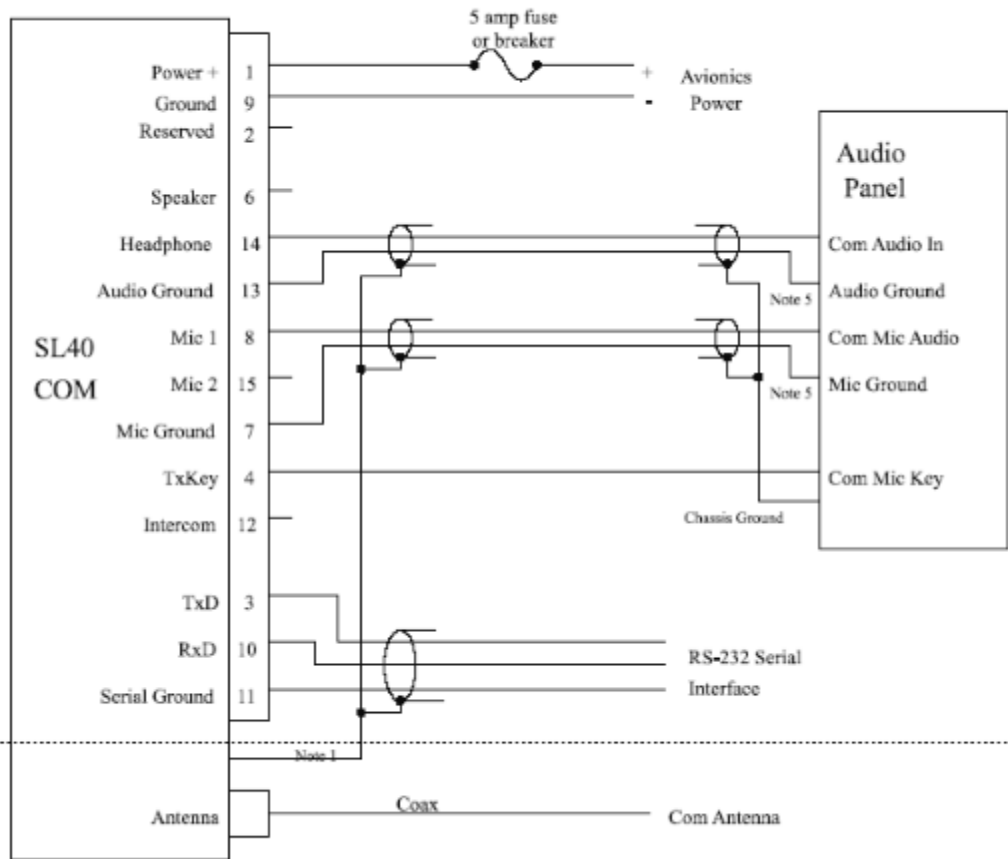 5 amp fuse
or breaker
Power + 1
+ Avionics
Ground 9
- Power
Reserved 2
Audio
Panel
Speaker 6
Headphone 14
Com Audio In
Audio Ground 13
Note 5 Audio Ground
Mic 1 8
Com Mic Audio
SL40
COM
Mic 2 15
Note 5 Mic Ground
Mic Ground 7
TxKey 4
Com Mic Key
Intercom 12
Chassis Ground
TxD 3
RxD 10
RS-232 Serial
Interface
Serial Ground 11
Note 1
Antenna
Coax
Com Antenna